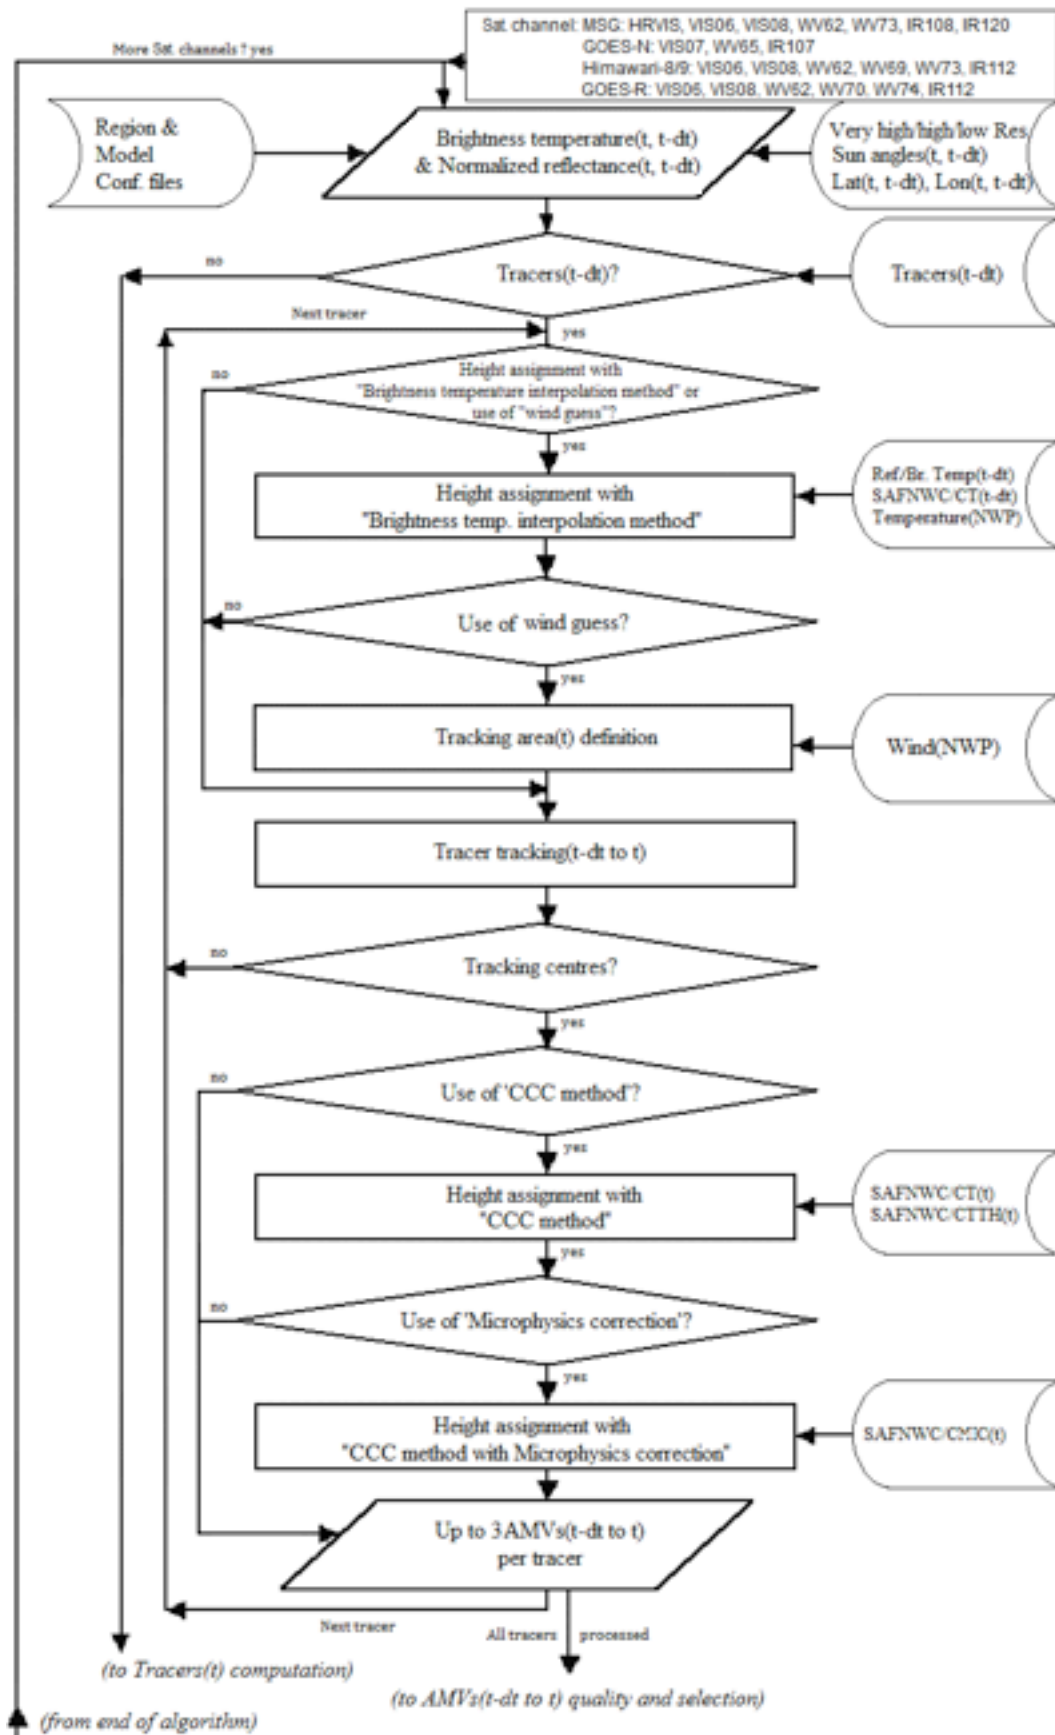 Sat. channel: MSG: HRVIS, VIS06, VIS08, WV62, WV73, IR108, IR120
GOES-N: VIS07, WV65, IR107
Himawari-8/9: VIS06, VIS08, WV62, WV69, WV73, IR112
GOES-R: VIS06, VIS08, WV62, WV70, WV74, IR112
More Sat. channels ? yes
Region &
Model
Conf. files
Brightness temperature(t, t-dt)
& Normalized reflectance(t, t-dt)
Very high/high/low Res.
Sun angles(t, t-dt)
Lat(t, t-dt), Lon(t, t-dt)
no
Tracers(t-dt)?
Tracers(t-dt)
Next tracer
yes
no
Height assignment with
"Brightness temperature interpolation method" or
use of "wind guess"?
yes
Height assignment with
"Brightness temp. interpolation method"
Ref/Br. Temp(t-dt)
SAFNWC/CT(t-dt)
Temperature(NWP)
no
Use of wind guess?
yes
Tracking area(t) definition
Wind(NWP)
Tracer tracking(t-dt to t)
no
Tracking centres?
yes
no
Use of 'CCC method'?
yes
Height assignment with
"CCC method"
SAFNWC/CT(t)
SAFNWC/CTTH(t)
yes
no
Use of 'Microphysics correction'?
yes
Height assignment with
"CCC method with Microphysics correction"
SAFNWC/CMIC(t)
Up to 3AMVs(t-dt to t)
per tracer
Next tracer
All tracers processed
(to Tracers(t) computation)
(to AMVs(t-dt to t) quality and selection)
(from end of algorithm)